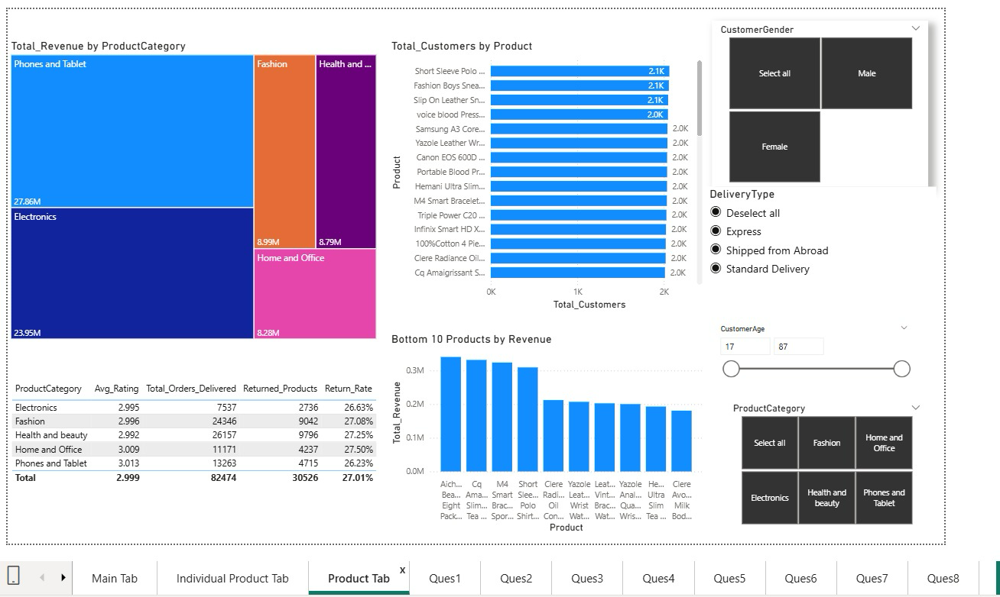 Total_Revenue by ProductCategory
Phones and Tablet
27.86M
Electronics
23.95M
Fashion
8.99M
Health and ...
8.79M
Home and Office
8.28M
Total_Customers by Product
Product
Short Sleeve Polo ... 2.1K
Fashion Boys Snea... 2.1K
Slip On Leather Sn... 2.1K
voice blood Press... 2.0K
Samsung A3 Core... 2.0K
Yazole Leather Wr... 2.0K
Canon EOS 600D ... 2.0K
Portable Blood Pr... 2.0K
Hemani Ultra Slim... 2.0K
M4 Smart Bracelet... 2.0K
Triple Power C20 ... 2.0K
Infinix Smart HD X... 2.0K
100%Cotton 4 Pie... 2.0K
Clere Radiance Oil... 2.0K
Cq Amaigrissant S... 2.0K
0K 1K 2K
Total_Customers
CustomerGender
Select all Male
Female
DeliveryType
Deselect all
Express
Shipped from Abroad
Standard Delivery
ProductCategory Avg_Rating Total_Orders_Delivered Returned_Products Return_Rate
Electronics 2.995 7537 2736 26.63%
Fashion 2.996 24346 9042 27.08%
Health and beauty 2.992 26157 9796 27.25%
Home and Office 3.009 11171 4237 27.50%
Phones and Tablet 3.013 13263 4715 26.23%
Total 2.999 82474 30526 27.01%
Bottom 10 Products by Revenue
Total_Revenue
0.3M
0.2M
0.1M
0.0M
Aich... Cq M4 Short Clere Yazole Leat... Yazole He... Clere
Bea... Ama... Smart Slee... Radi... Leat... Vint... Anal... Ultra Avo...
Eight Slim... Brac... Polo Oil Wrist Brac... Qua... Slim Milk
Pack... Tea ... Spor... Shirt... Con... Wat... Wat... Wris... Tea ... Bod...
Product
CustomerAge
17 87
ProductCategory
Select all Fashion Home and
Office
Electronics Health and Phones and
beauty Tablet
Main Tab Individual Product Tab Product Tab x Ques1 Ques2 Ques3 Ques4 Ques5 Ques6 Ques7 Ques8